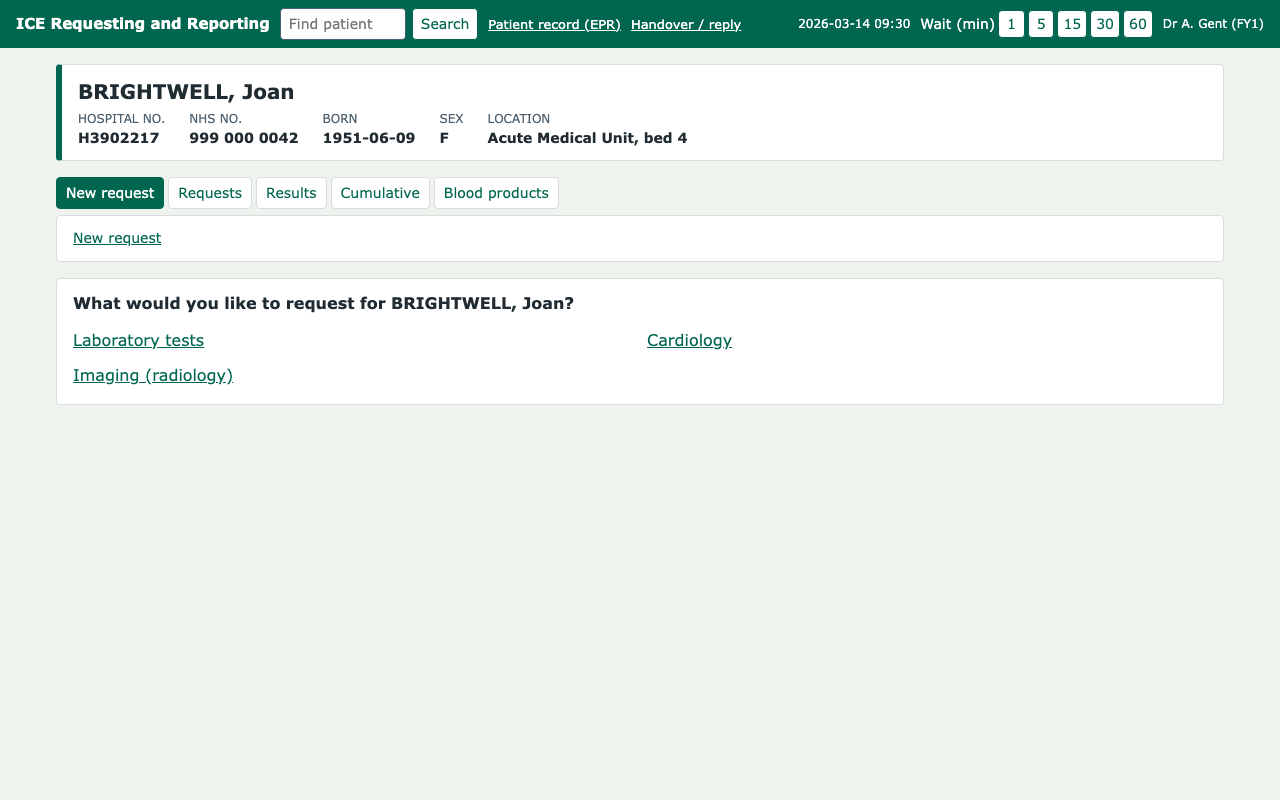 ICE Requesting and Reporting Find patient Search Patient record (EPR) Handover / reply 2026-03-14 09:30 Wait (min) 1 5 15 30 60 Dr A. Gent (FY1)
BRIGHTWELL, Joan
HOSPITAL NO. NHS NO. BORN SEX LOCATION
H3902217 999 000 0042 1951-06-09 F Acute Medical Unit, bed 4
New request Requests Results Cumulative Blood products
New request
What would you like to request for BRIGHTWELL, Joan?
Laboratory tests Cardiology
Imaging (radiology)